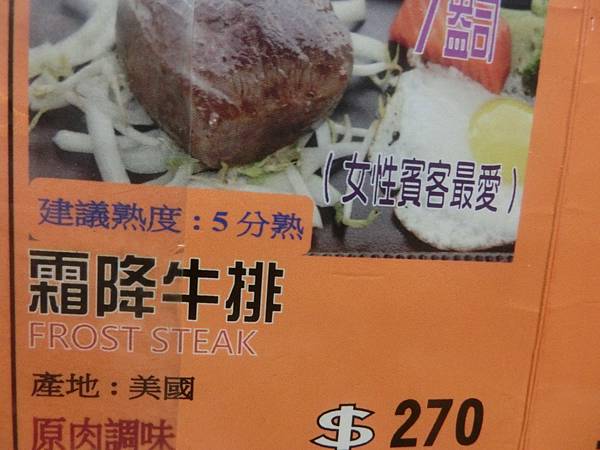 (女性賓客最愛)
建議熟度:5分熟
霜降牛排
FROST STEAK
產地:美國
原肉調味
$ 270